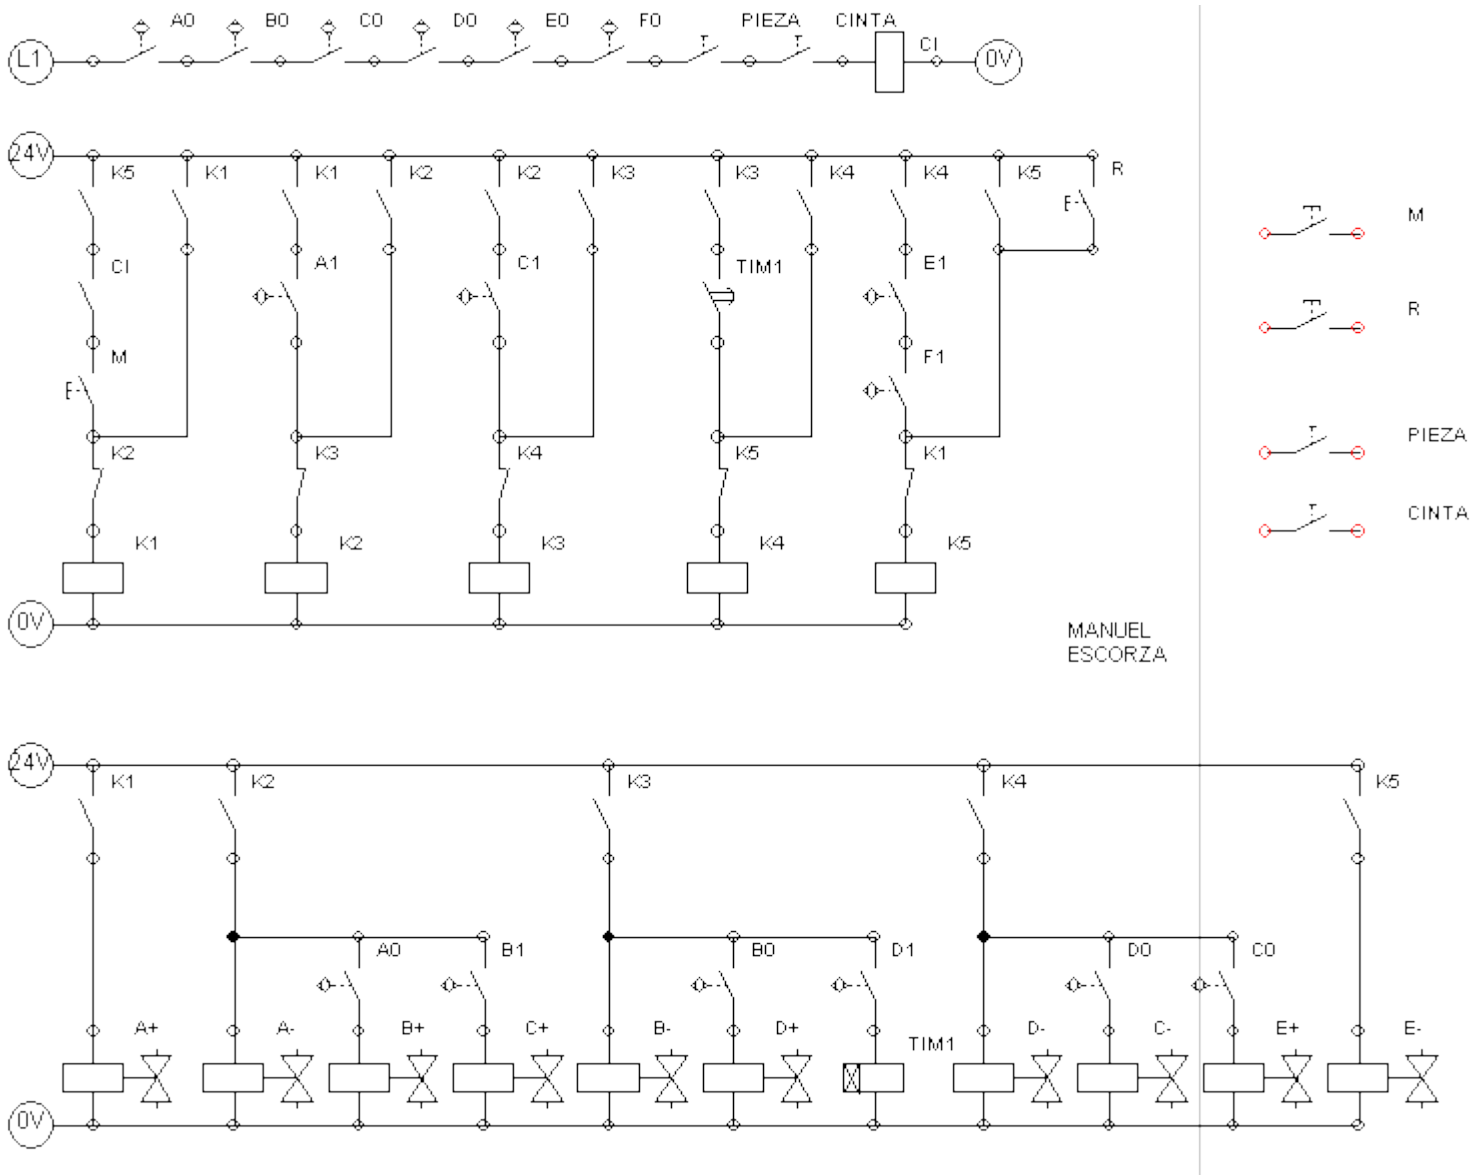 A0 B0 C0 D0 E0 F0 PIEZA CINTA
L1 CI 0V
24V K5 K1 K1 K2 K2 K3 K3 K4 K4 K5 R
CI A1 C1 TIM1 E1
M F1
K2 K3 K4 K5 K1
K1 K2 K3 K4 K5
0V
M
R
PIEZA
CINTA
MANUEL
ESCORZA
24V K1 K2 K3 K4 K5
A0 B1 B0 D1 D0 C0
A+ A- B+ C+ B- D+ TIM1 D- C- E+ E-
0V